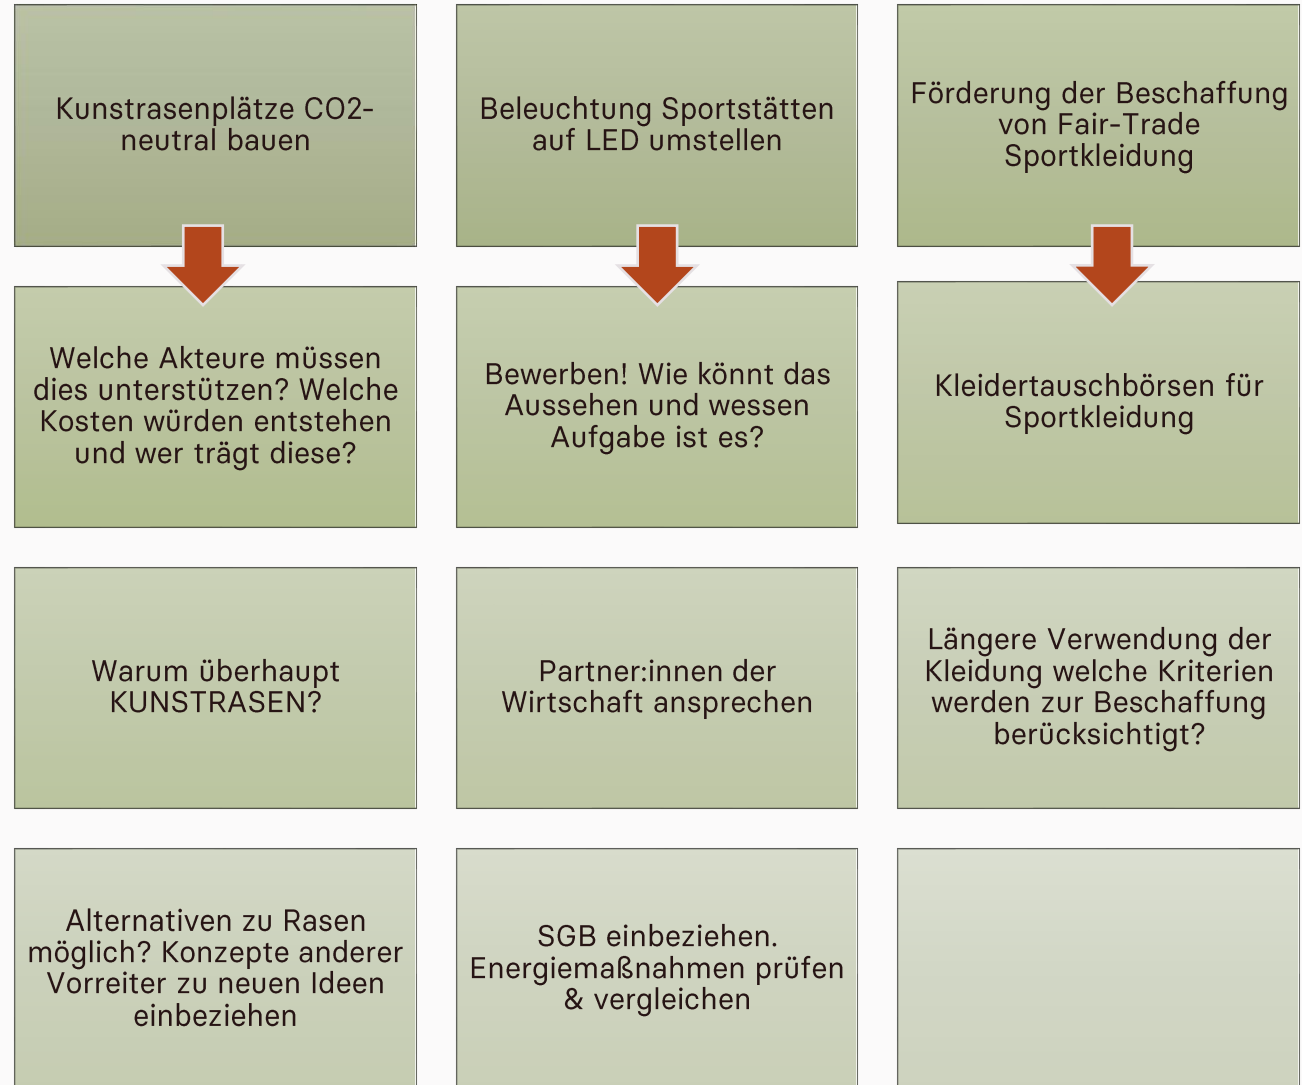 Kunstrasenplätze CO2-
neutral bauen
Beleuchtung Sportstätten
auf LED umstellen
Förderung der Beschaffung
von Fair-Trade
Sportkleidung
Welche Akteure müssen
dies unterstützen? Welche
Kosten würden entstehen
und wer trägt diese?
Bewerben! Wie könnt das
Aussehen und wessen
Aufgabe ist es?
Kleidertauschbörsen für
Sportkleidung
Warum überhaupt
KUNSTRASEN?
Partner:innen der
Wirtschaft ansprechen
Längere Verwendung der
Kleidung welche Kriterien
werden zur Beschaffung
berücksichtigt?
Alternativen zu Rasen
möglich? Konzepte anderer
Vorreiter zu neuen Ideen
einbeziehen
SGB einbeziehen.
Energiemaßnahmen prüfen
& vergleichen